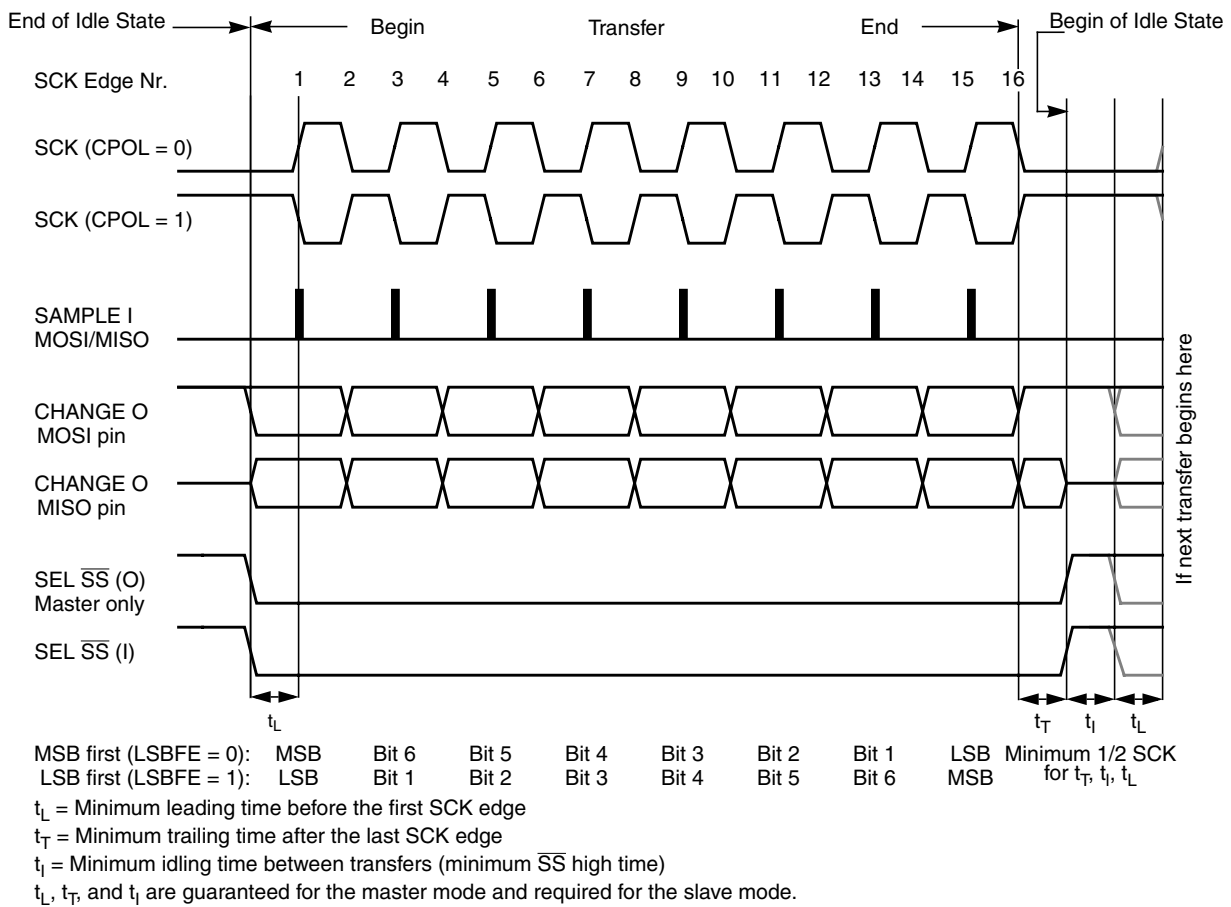 End of Idle State
Begin
Transfer
End
Begin of Idle State
SCK Edge Nr.
1 2 3 4 5 6 7 8 9 10 11 12 13 14 15 16
SCK (CPOL = 0)
SCK (CPOL = 1)
SAMPLE I
MOSI/MISO
CHANGE O
MOSI pin
CHANGE O
MISO pin
SEL SS (O)
Master only
SEL SS (I)
If next transfer begins here
tL tT tI tL
MSB first (LSBFE = 0): MSB Bit 6 Bit 5 Bit 4 Bit 3 Bit 2 Bit 1 LSB Minimum 1/2 SCK
LSB first (LSBFE = 1): LSB Bit 1 Bit 2 Bit 3 Bit 4 Bit 5 Bit 6 MSB for tT, tI, tL
tL = Minimum leading time before the first SCK edge
tT = Minimum trailing time after the last SCK edge
tI = Minimum idling time between transfers (minimum SS high time)
tL, tT, and tI are guaranteed for the master mode and required for the slave mode.